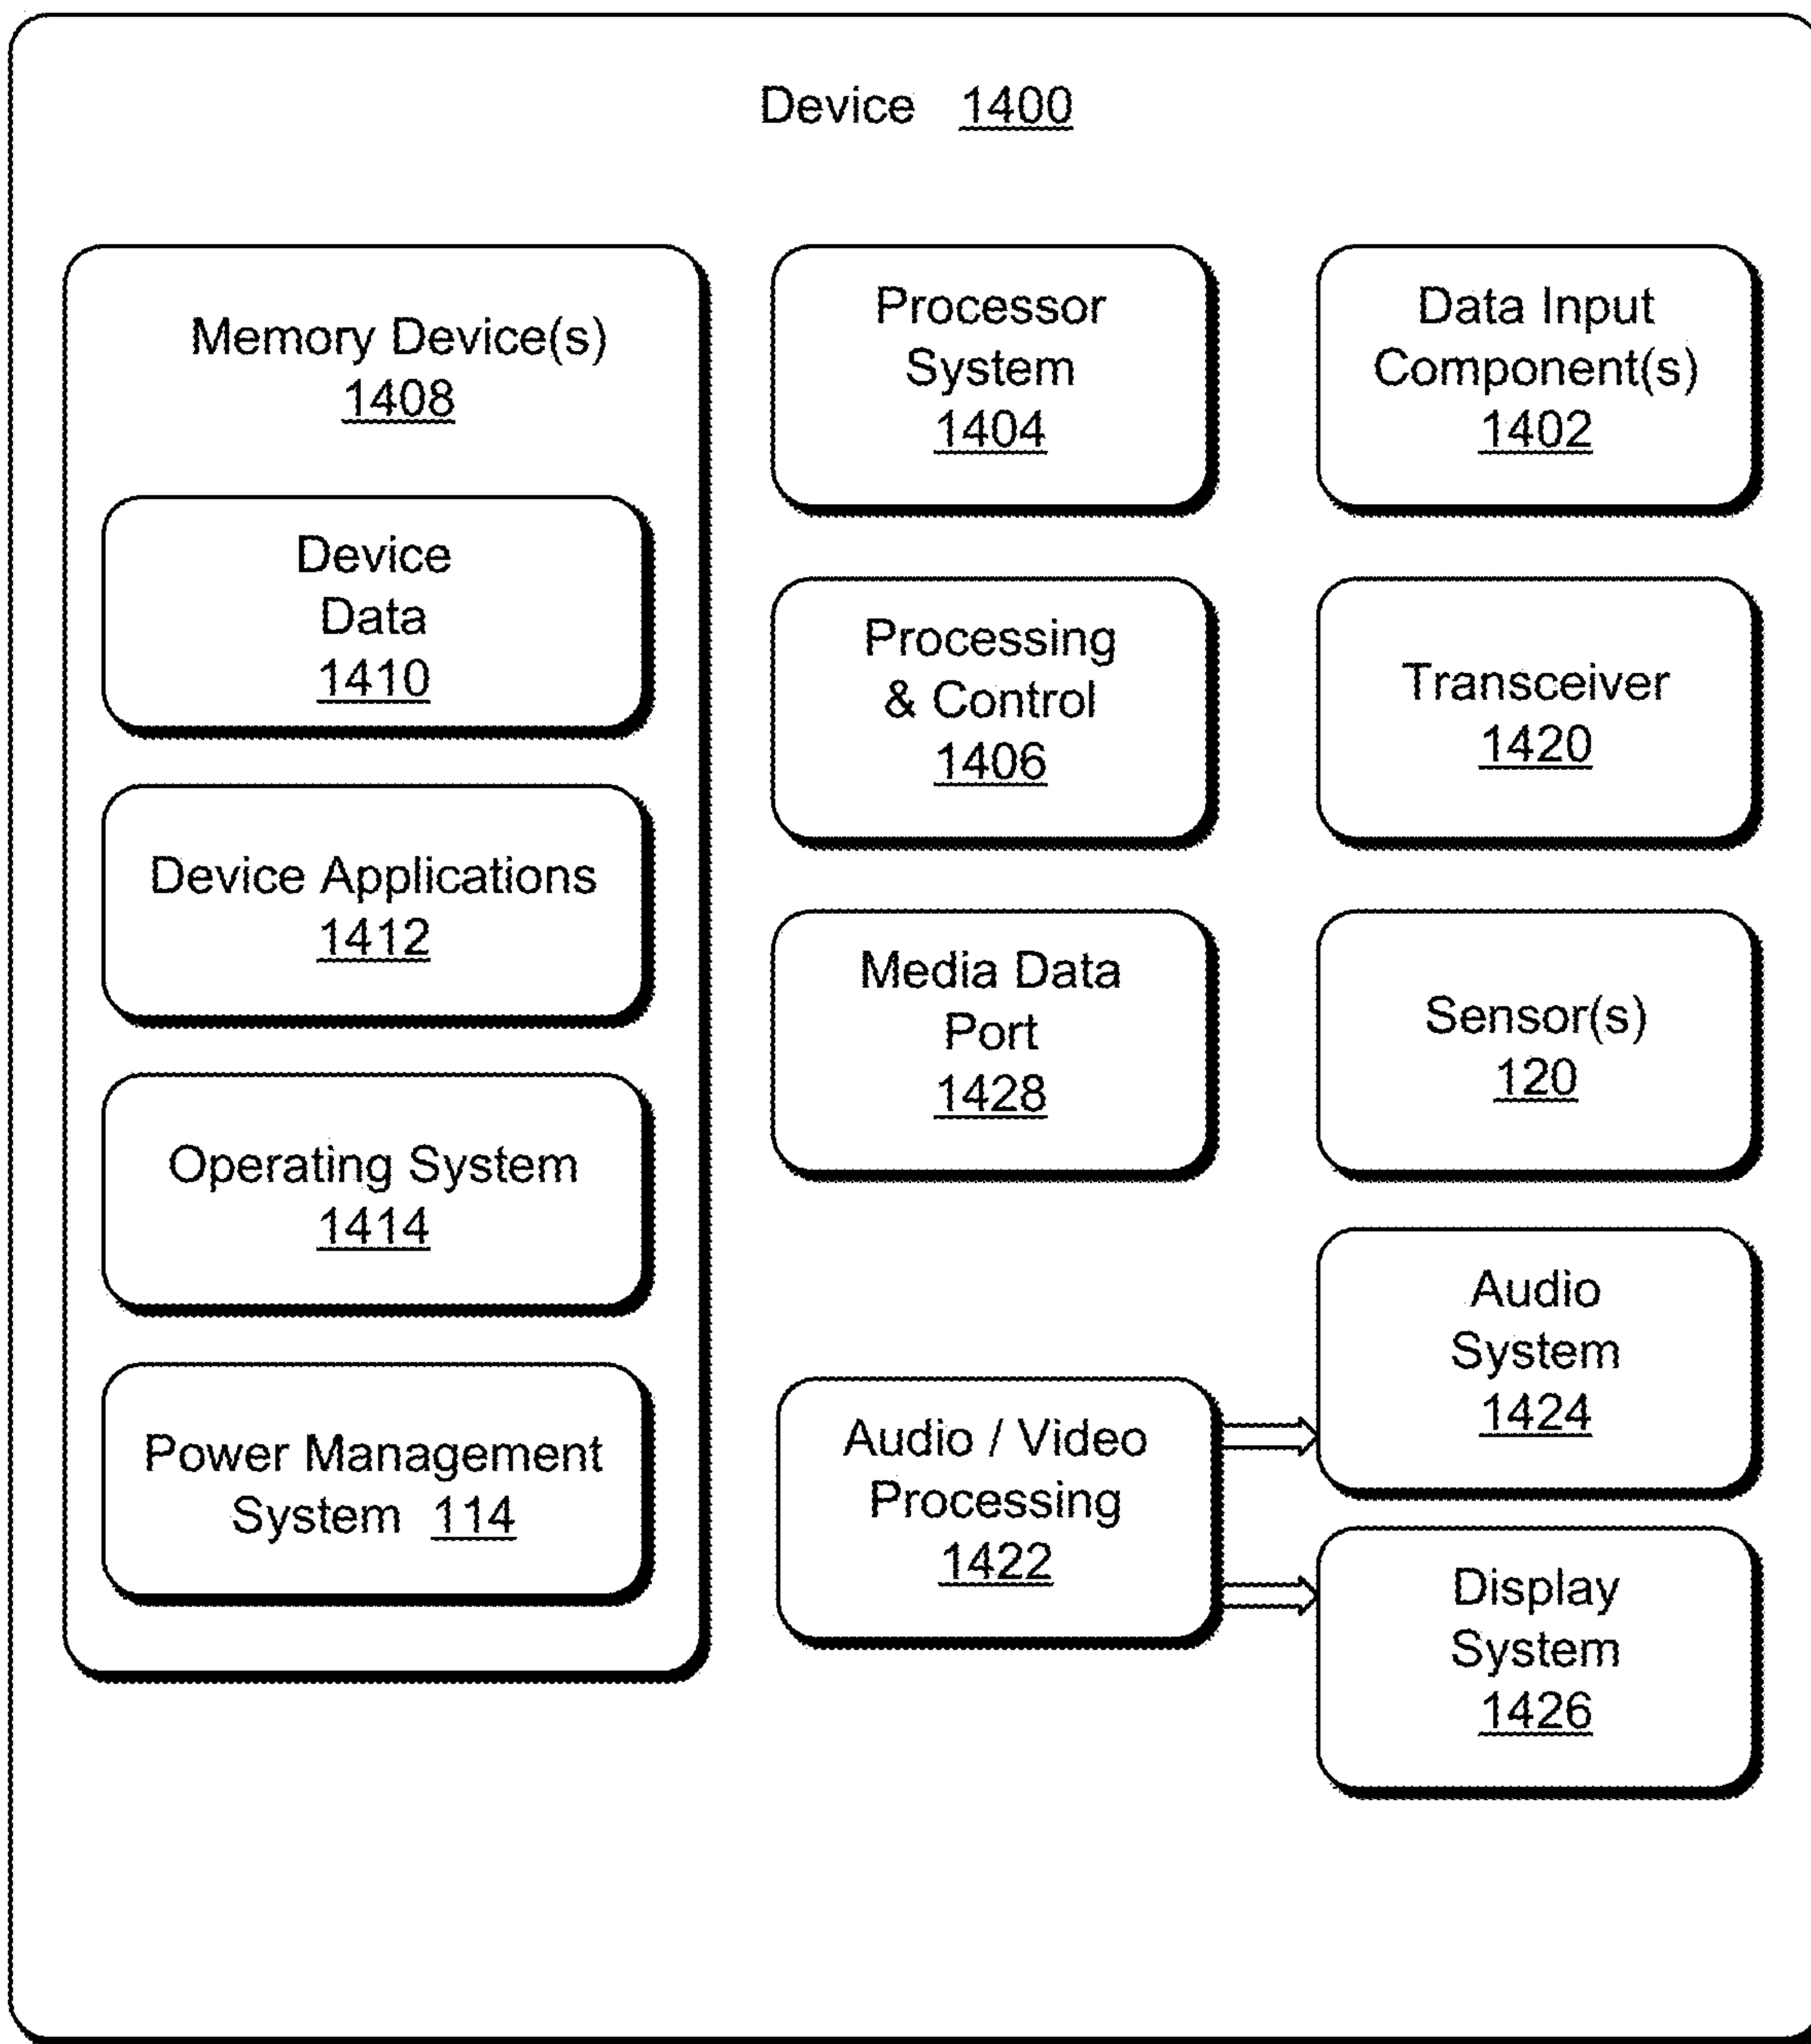 Device 1400
Memory Device(s)
1408
Device
Data
1410
Device Applications
1412
Operating System
1414
Power Management
System 114
Processor
System
1404
Processing
& Control
1406
Media Data
Port
1428
Audio / Video
Processing
1422
Data Input
Component(s)
1402
Transceiver
1420
Sensor(s)
120
Audio
System
1424
Display
System
1426